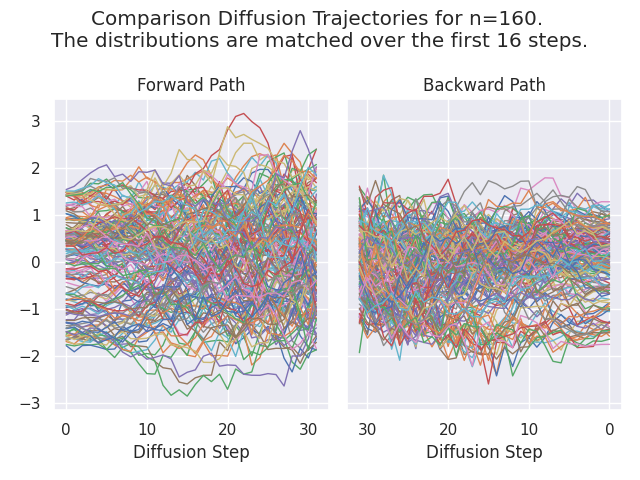 Comparison Diffusion Trajectories for n=160.
The distributions are matched over the first 16 steps.
Forward Path
Backward Path
3
2
1
0
−1
−2
−3
0 10 20 30
30 20 10 0
Diffusion Step
Diffusion Step